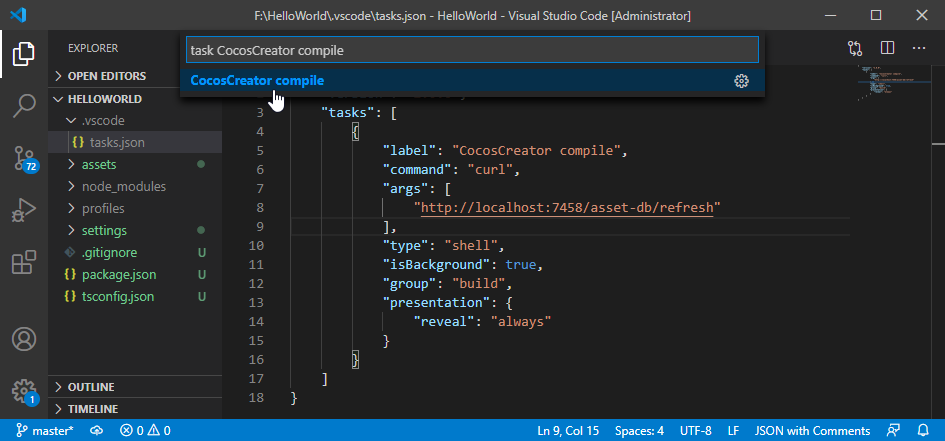 F:\HelloWorld\.vscode\tasks.json - HelloWorld - Visual Studio Code [Administrator]
EXPLORER
OPEN EDITORS
HELLOWORLD
.vscode
{} tasks.json
assets
node_modules
profiles
settings
.gitignore U
{} package.json U
{} tsconfig.json U
OUTLINE
TIMELINE
72
1
task CocosCreator compile
CocosCreator compile
3 "tasks": [
4 {
5 "label": "CocosCreator compile",
6 "command": "curl",
7 "args": [
8 "http://localhost:7458/asset-db/refresh"
9 ],
10 "type": "shell",
11 "isBackground": true,
12 "group": "build",
13 "presentation": {
14 "reveal": "always"
15 }
16 }
17 ]
18 }
master* 0 0 Ln 9, Col 15 Spaces: 4 UTF-8 LF JSON with Comments